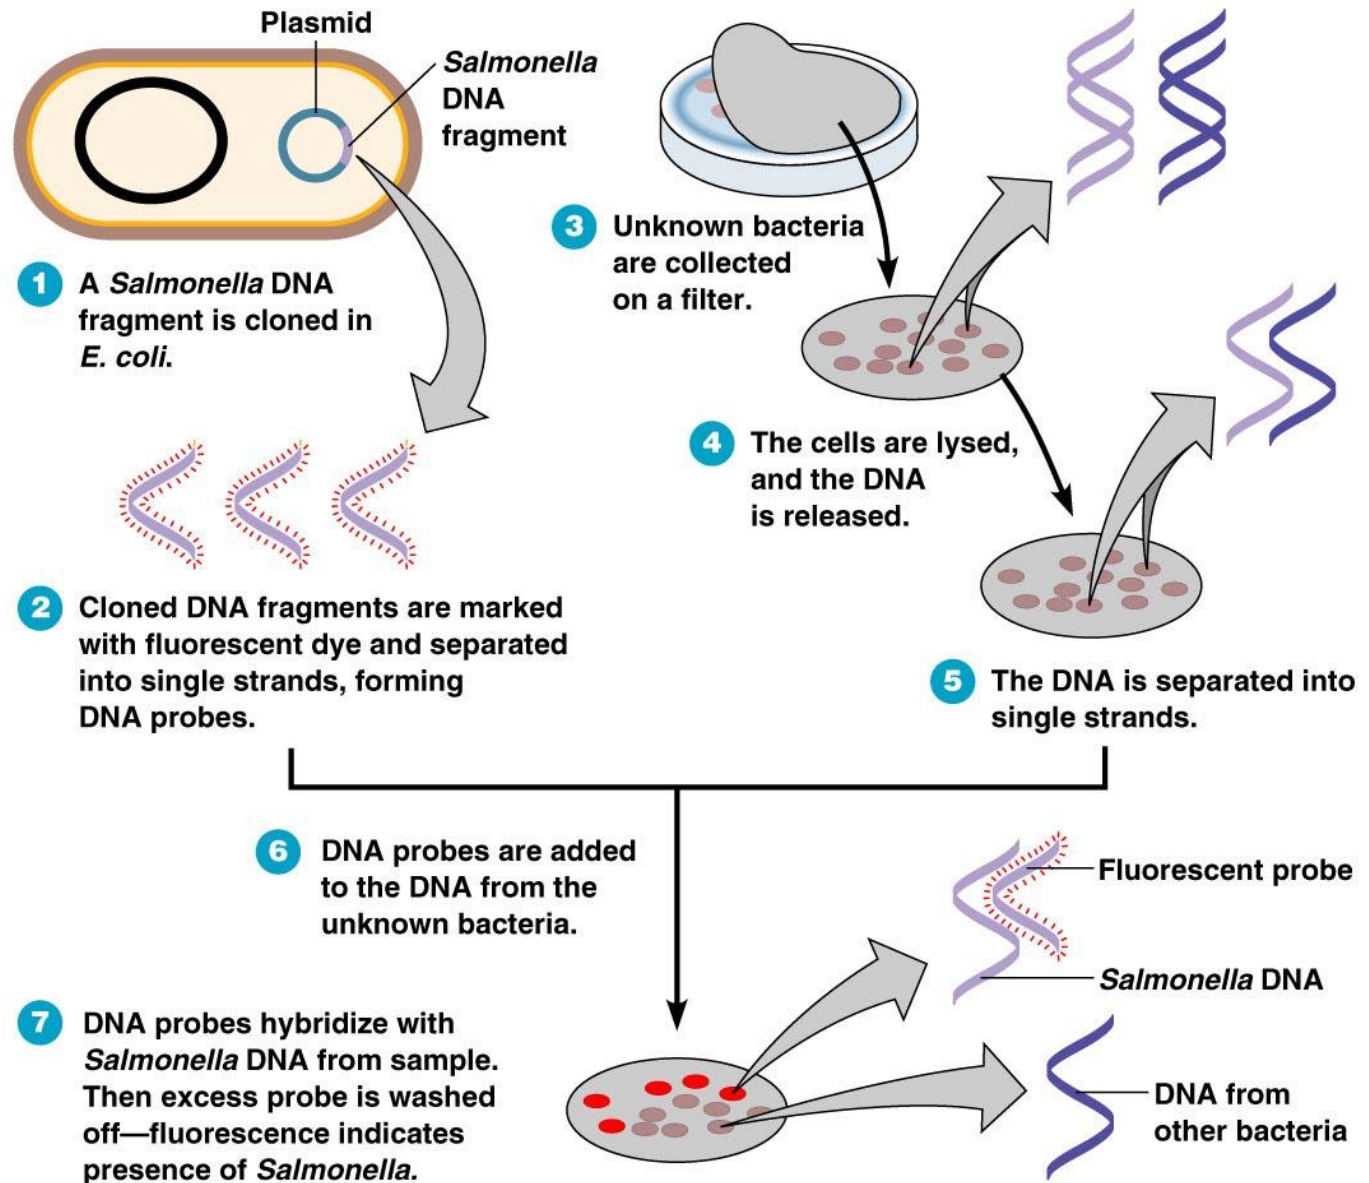 Plasmid
Salmonella
DNA
fragment
1 A Salmonella DNA
fragment is cloned in
E. coli.
2 Cloned DNA fragments are marked
with fluorescent dye and separated
into single strands, forming
DNA probes.
3 Unknown bacteria
are collected
on a filter.
4 The cells are lysed,
and the DNA
is released.
5 The DNA is separated into
single strands.
6 DNA probes are added
to the DNA from the
unknown bacteria.
Fluorescent probe
Salmonella DNA
DNA from
other bacteria
7 DNA probes hybridize with
Salmonella DNA from sample.
Then excess probe is washed
off—fluorescence indicates
presence of Salmonella.